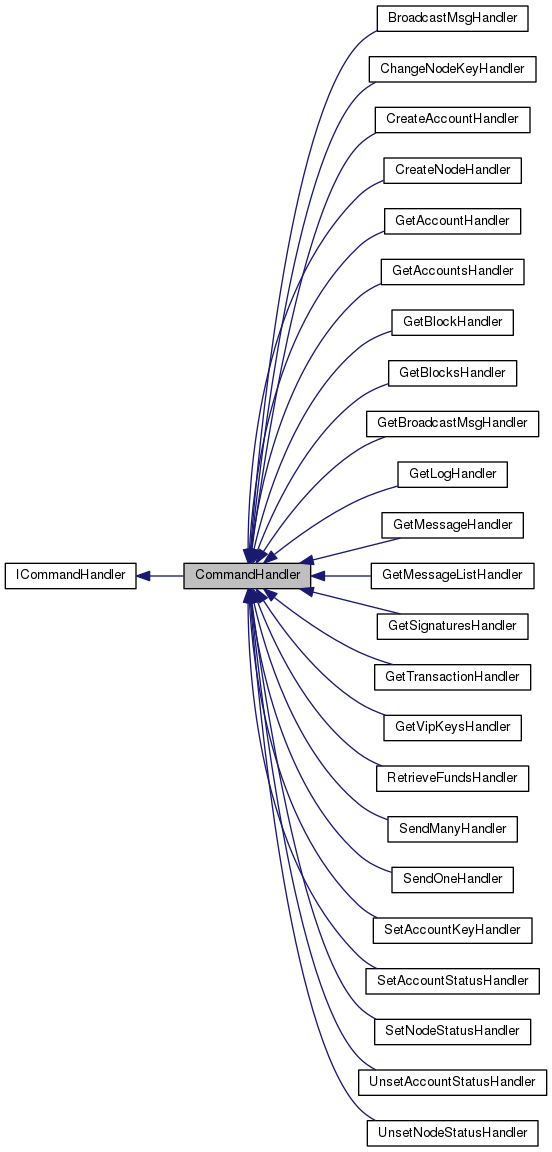 BroadcastMsgHandler
ChangeNodeKeyHandler
CreateAccountHandler
CreateNodeHandler
GetAccountHandler
GetAccountsHandler
GetBlockHandler
GetBlocksHandler
GetBroadcastMsgHandler
GetLogHandler
GetMessageHandler
ICommandHandler
CommandHandler
GetMessageListHandler
GetSignaturesHandler
GetTransactionHandler
GetVipKeysHandler
RetrieveFundsHandler
SendManyHandler
SendOneHandler
SetAccountKeyHandler
SetAccountStatusHandler
SetNodeStatusHandler
UnsetAccountStatusHandler
UnsetNodeStatusHandler